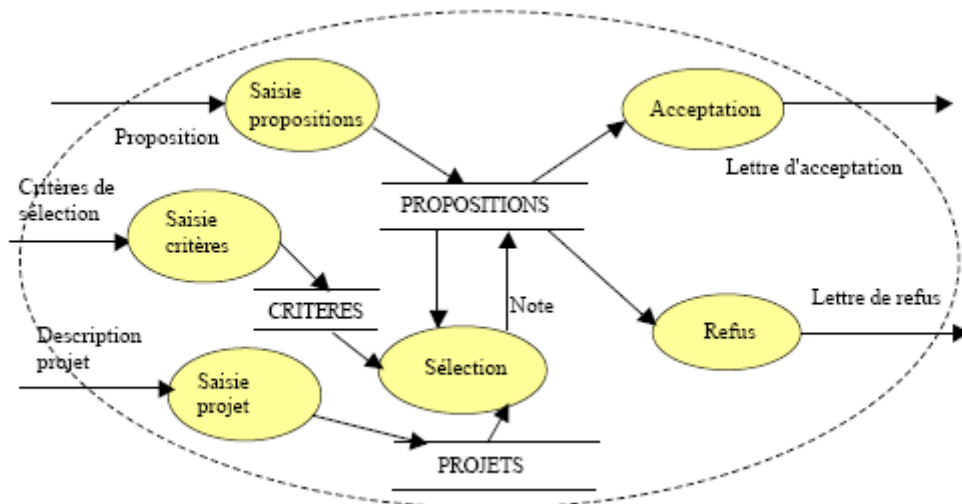 Saisie
propositions
Acceptation
Proposition
Lettre d'acceptation
Critères de
sélection
PROPOSITIONS
Saisie
critères
CRITERES
Note
Lettre de refus
Refus
Description
projet
Saisie
projet
Sélection
PROJETS